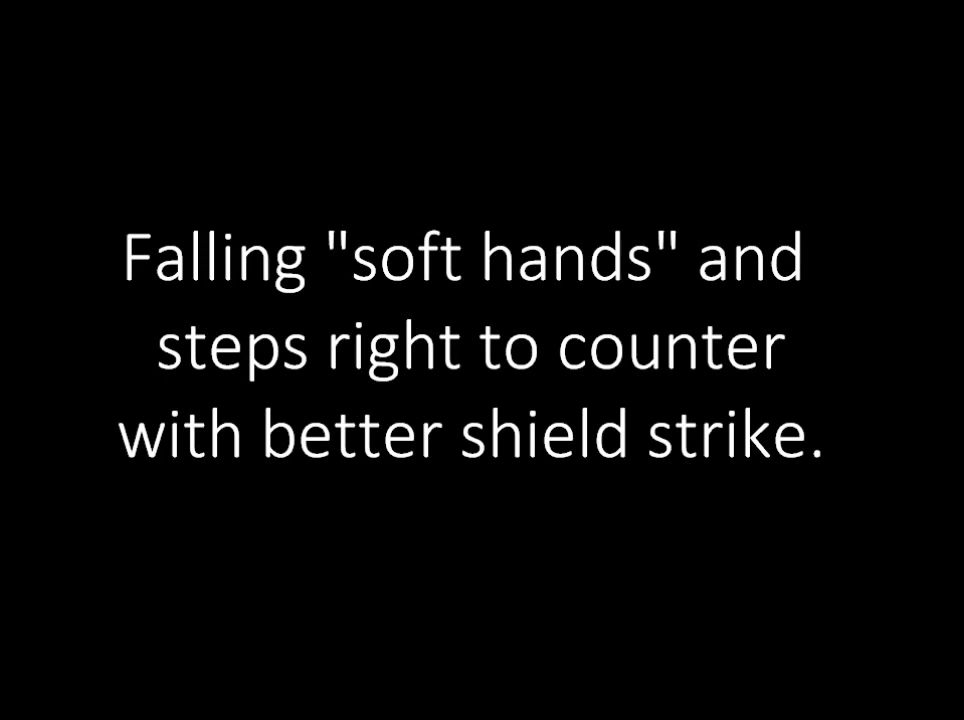 Falling "soft hands" and
steps right to counter
with better shield strike.